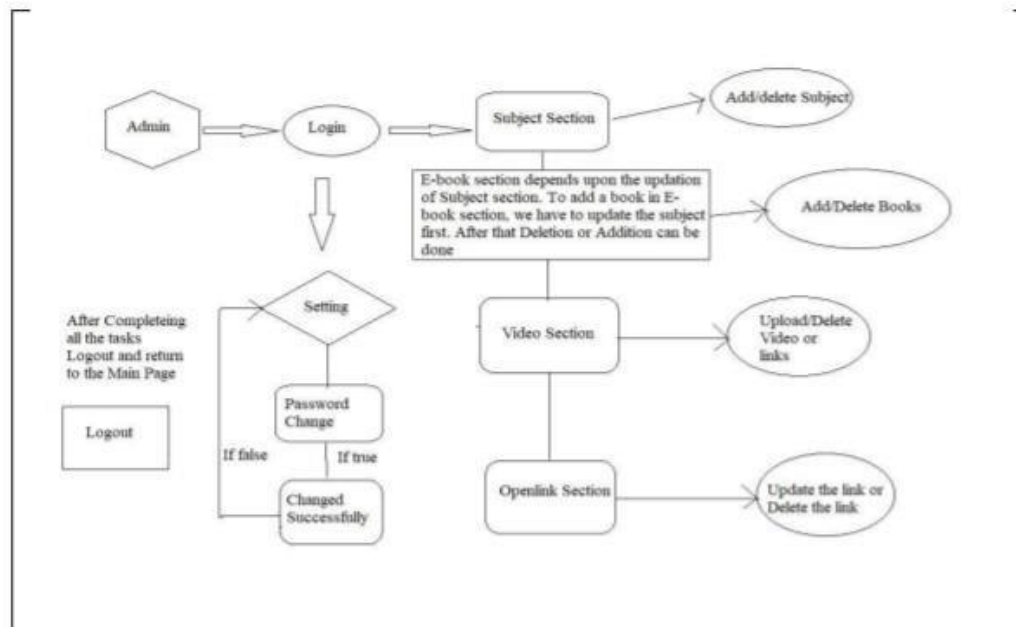 Admin
Login
Subject Section
Add/delete Subject
E-book section depends upon the updation
of Subject section. To add a book in E-
book section, we have to update the subject
first. After that Deletion or Addition can be
done
Add/Delete Books
Setting
After Completeing
all the tasks
Logout and return
to the Main Page
Video Section
Upload/Delete
Video or
links
Password
Change
Logout
If false
If true
Changed
Successfully
Openlink Section
Update the link or
Delete the link